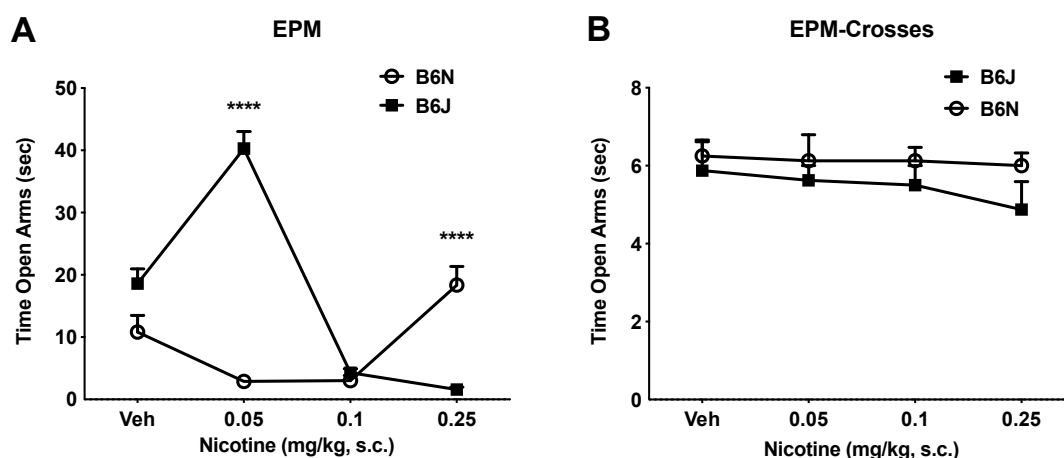 A
EPM
B6N
B6J
Time Open Arms (sec)
50
40
30
20
10
0
****
****
Veh 0.05 0.1 0.25
Nicotine (mg/kg, s.c.)
B
EPM-Crosses
B6J
B6N
Time Open Arms (sec)
8
6
4
2
0
Veh 0.05 0.1 0.25
Nicotine (mg/kg, s.c.)